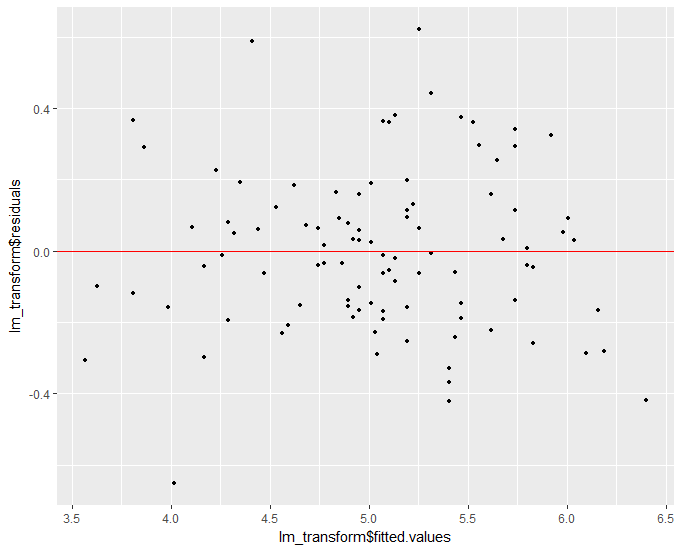 lm_transform$residuals
0.4
0.0
-0.4
3.5 4.0 4.5 5.0 5.5 6.0 6.5
lm_transform$fitted.values